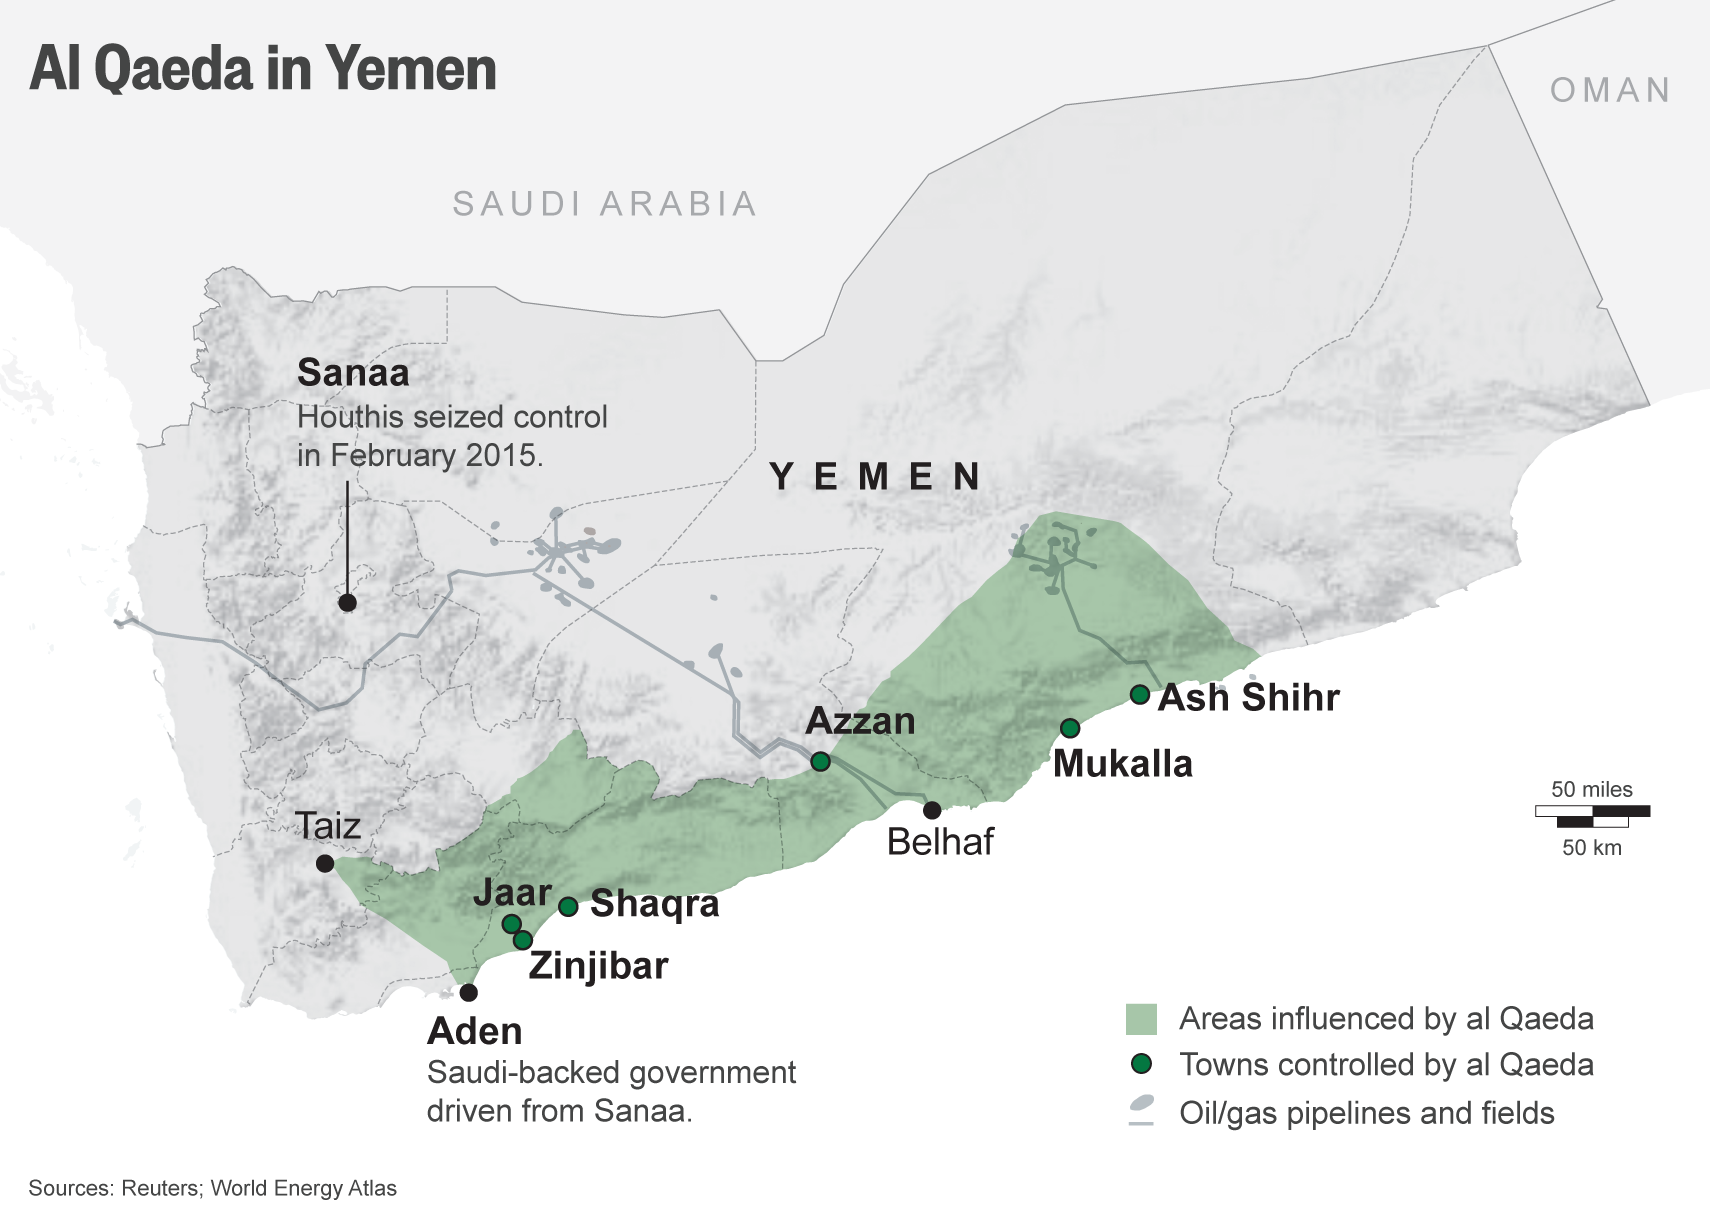 Al Qaeda in Yemen
OMAN
SAUDI ARABIA
Sanaa
Houthis seized control
in February 2015.
YEMEN
Azzan
Ash Shihr
Mukalla
50 miles
50 km
Belhaf
Taiz
Jaar
Shaqra
Zinjibar
Aden
Saudi-backed government
driven from Sanaa.
Areas influenced by al Qaeda
Towns controlled by al Qaeda
Oil/gas pipelines and fields
Sources: Reuters; World Energy Atlas